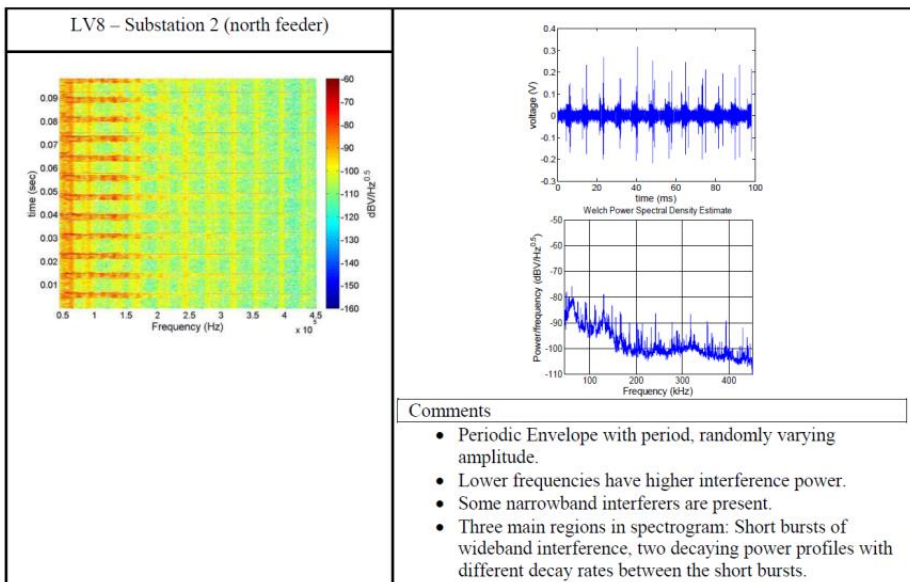 LV8 – Substation 2 (north feeder)
0.09
0.08
0.07
0.06
0.05
0.04
0.03
0.02
0.01
time (sec)
0.5 1 1.5 2 2.5 3 3.5 4 4.5
Frequency (Hz)
x 10^5
-60
-70
-80
-90
-100
-110
-120
-130
-140
-150
-160
dBV/Hz^0.5
0.4
0.3
0.2
0.1
0
-0.1
-0.2
-0.3
voltage (V)
0 20 40 60 80 100
time (ms)
Welch Power Spectral Density Estimate
-50
-60
-70
-80
-90
-100
-110
Power/frequency (dBV/Hz^0.5)
100 200 300 400
Frequency (kHz)
Comments
• Periodic Envelope with period, randomly varying
amplitude.
• Lower frequencies have higher interference power.
• Some narrowband interferers are present.
• Three main regions in spectrogram: Short bursts of
wideband interference, two decaying power profiles with
different decay rates between the short bursts.